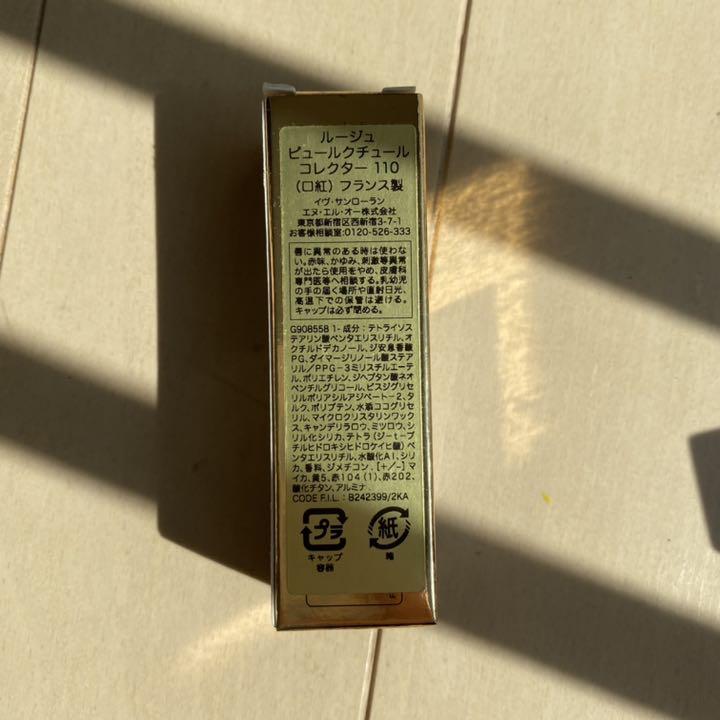 ルージュ
ピュールクチュール
コレクター 110
(口紅) フランス製
イヴ・サンローラン
エヌ・エル・オー株式会社
東京都新宿区西新宿3-7-1
お客様相談室:0120-526-333
唇に異常のある時は使わな
い。赤味、かゆみ、刺激等異常
が出たら使用をやめ、皮膚科
専門医等へ相談する。乳幼児
の手の届く場所や直射日光、
高温下での保管は避ける。
キャップは必ず閉める。
G908558 1- 成分:テトライソス
テアリン酸ペンタエリスリチル、オ
クチルドデカノール、ジ安息香酸
PG、ダイマージリノール酸ステア
リル/PPG-3ミリスチルエーテ
ル、ポリエチレン、ジヘプタン酸ネオ
ペンチルグリコール、ビスジグリセ
リルポリアシルアジペート-2、タ
ルク、ポリブテン、水添ココグリセ
リル、マイクロクリスタリンワック
ス、キャンデリラロウ、ミツロウ、シ
リル化シリカ、テトラ(ジ-t-ブ
チルヒドロキシヒドロケイヒ酸)ペ
ンタエリスリチル、水酸化Al、シリ
カ、香料、ジメチコン、[+/-]マ
イカ、黄5、赤104(1)、赤202、
酸化チタン、アルミナ
CODE F.I.L. : B242399/2KA
プラ 紙
キャップ 箱
容器